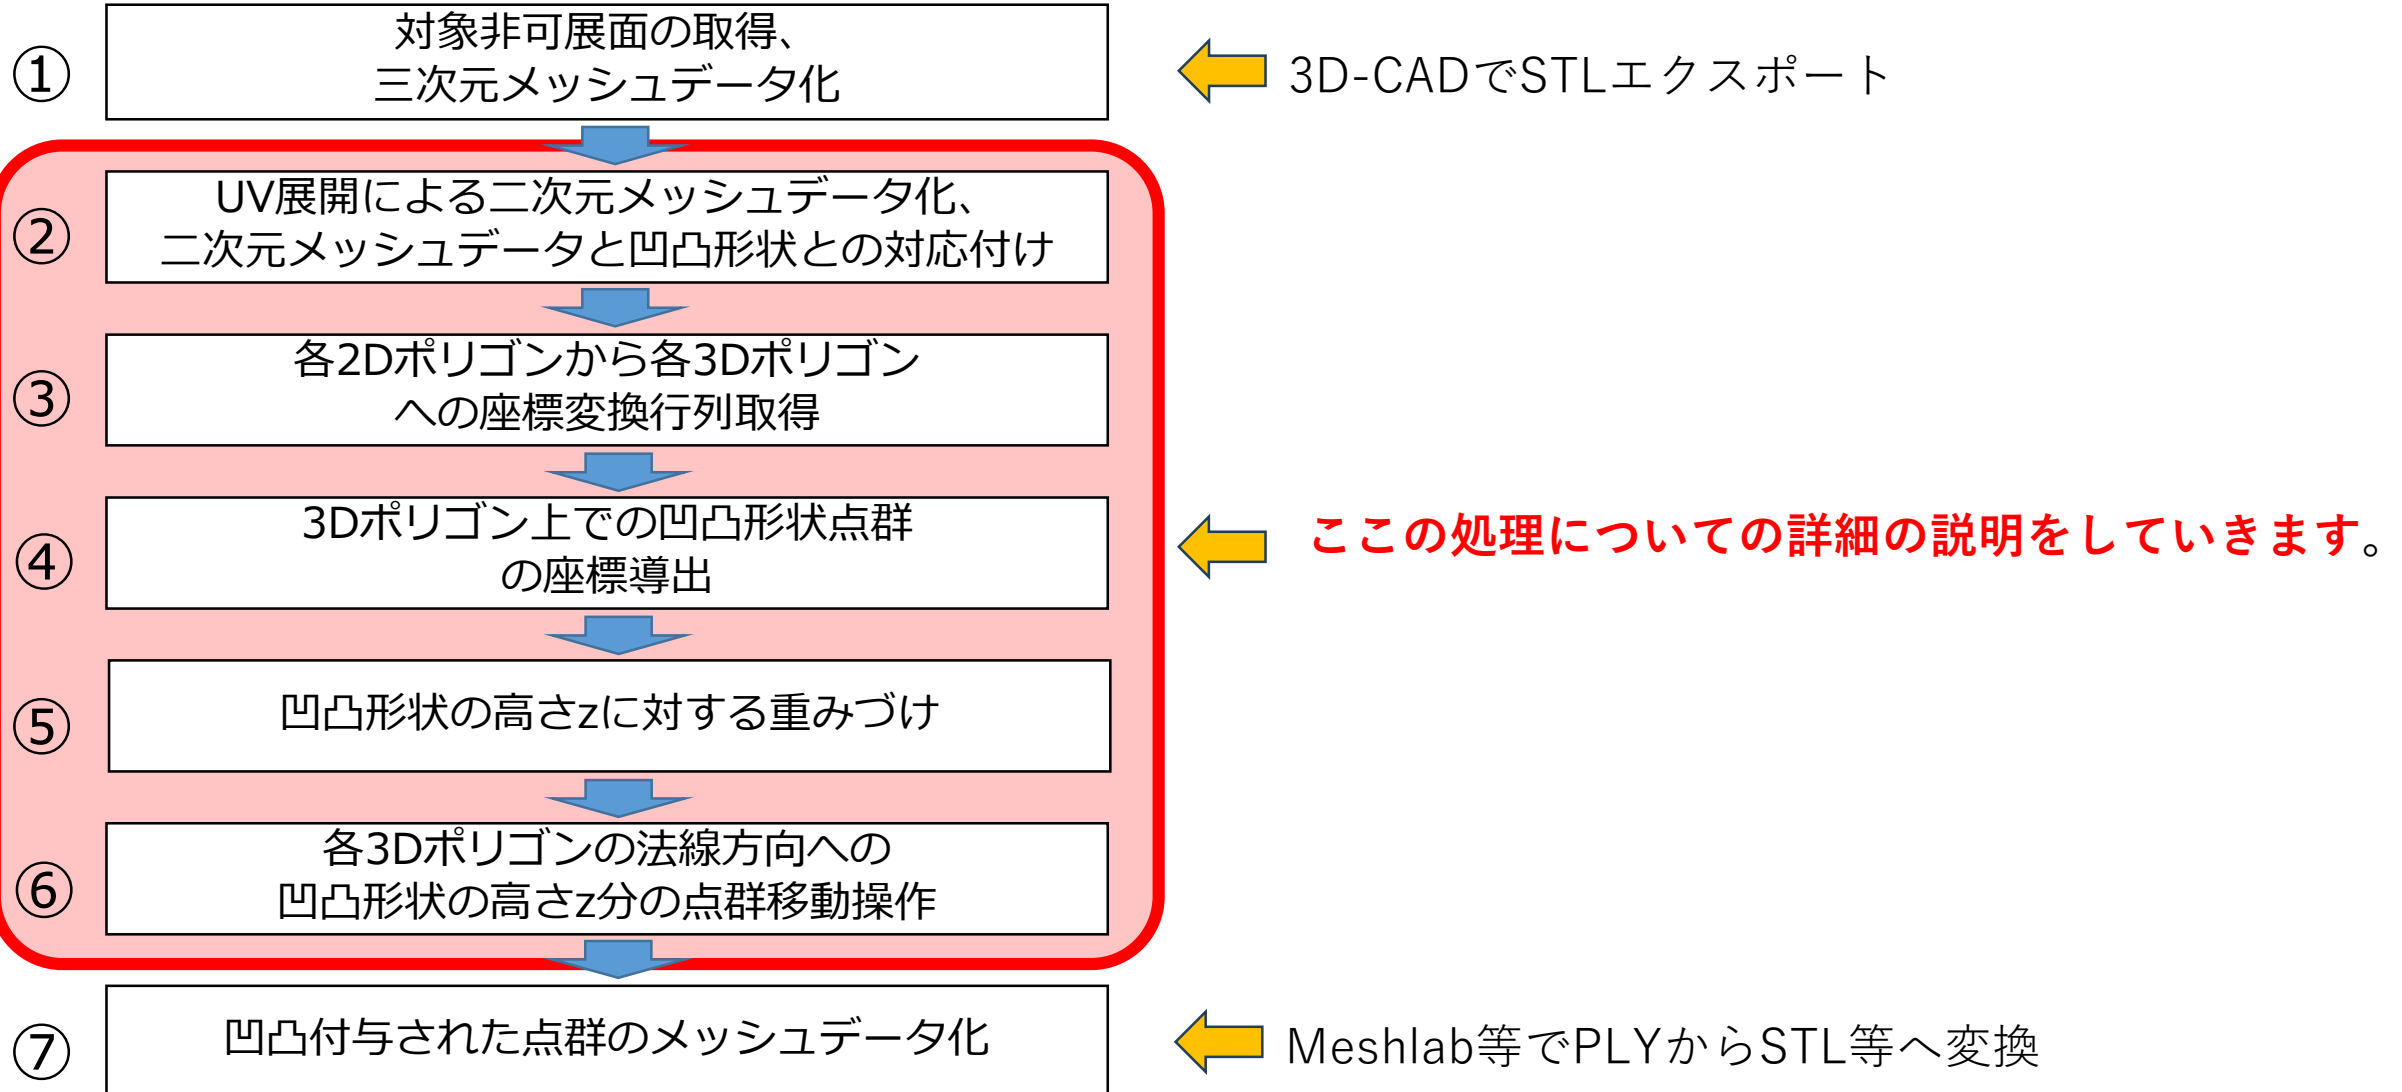 ①
対象非可展面の取得、
三次元メッシュデータ化
3D-CADでSTLエクスポート
②
UV展開による二次元メッシュデータ化、
二次元メッシュデータと凹凸形状との対応付け
③
各2Dポリゴンから各3Dポリゴン
への座標変換行列取得
④
3Dポリゴン上での凹凸形状点群
の座標導出
ここの処理についての詳細の説明をしていきます。
⑤
凹凸形状の高さzに対する重みづけ
⑥
各3Dポリゴンの法線方向への
凹凸形状の高さz分の点群移動操作
⑦
凹凸付与された点群のメッシュデータ化
Meshlab等でPLYからSTL等へ変換